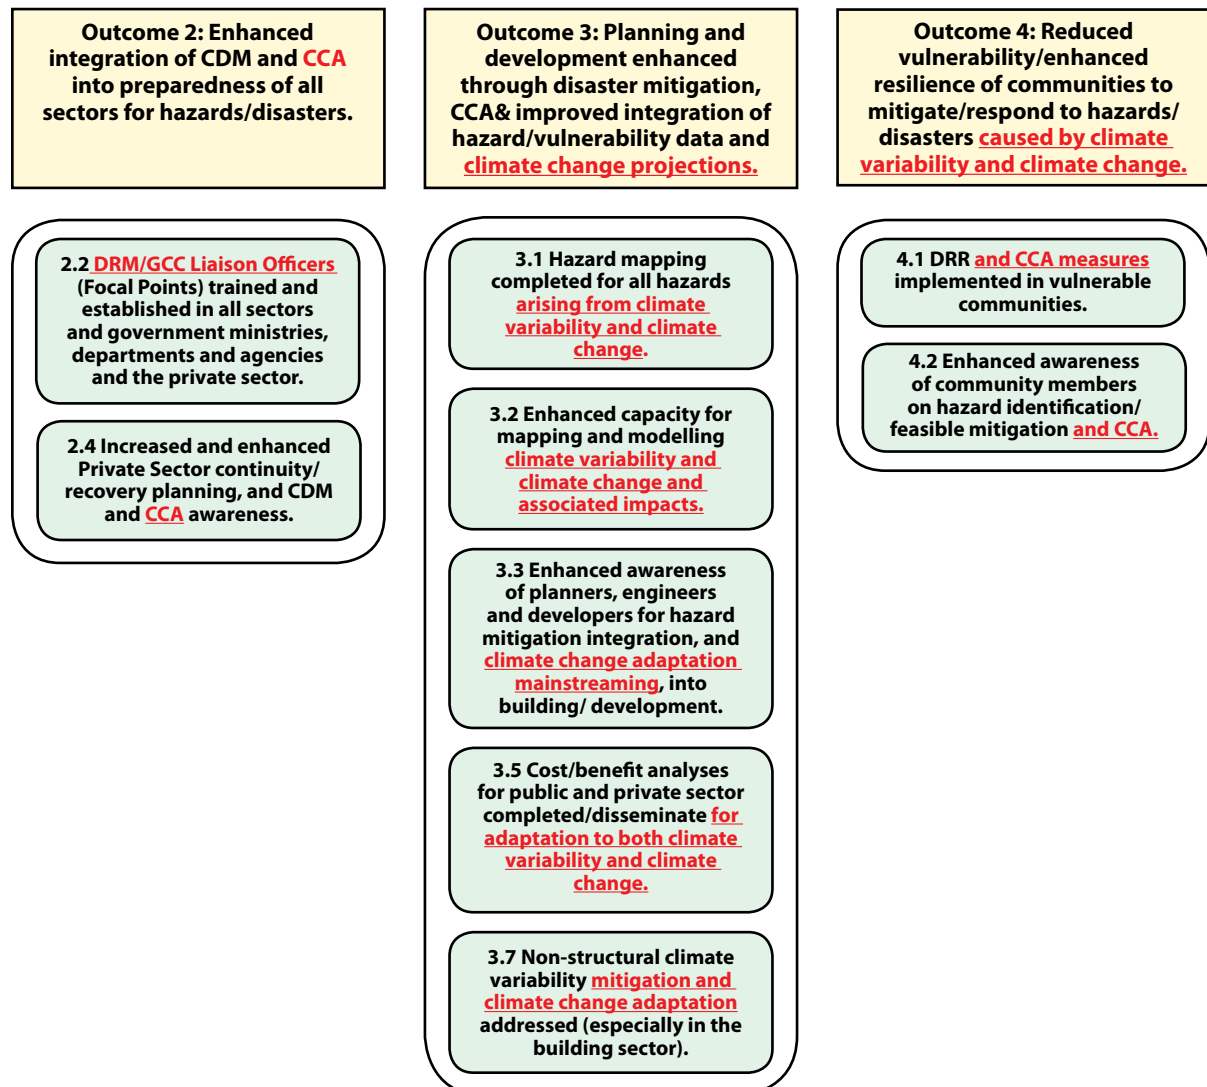 Outcome 2: Enhanced
integration of CDM and CCA
into preparedness of all
sectors for hazards/disasters.
2.2 DRM/GCC Liaison Officers
(Focal Points) trained and
established in all sectors
and government ministries,
departments and agencies
and the private sector.
2.4 Increased and enhanced
Private Sector continuity/
recovery planning, and CDM
and CCA awareness.
Outcome 3: Planning and
development enhanced
through disaster mitigation,
CCA& improved integration of
hazard/vulnerability data and
climate change projections.
3.1 Hazard mapping
completed for all hazards
arising from climate
variability and climate
change.
3.2 Enhanced capacity for
mapping and modelling
climate variability and
climate change and
associated impacts.
3.3 Enhanced awareness
of planners, engineers
and developers for hazard
mitigation integration, and
climate change adaptation
mainstreaming, into
building/ development.
3.5 Cost/benefit analyses
for public and private sector
completed/disseminate for
adaptation to both climate
variability and climate
change.
3.7 Non-structural climate
variability mitigation and
climate change adaptation
addressed (especially in the
building sector).
Outcome 4: Reduced
vulnerability/enhanced
resilience of communities to
mitigate/respond to hazards/
disasters caused by climate
variability and climate change.
4.1 DRR and CCA measures
implemented in vulnerable
communities.
4.2 Enhanced awareness
of community members
on hazard identification/
feasible mitigation and CCA.